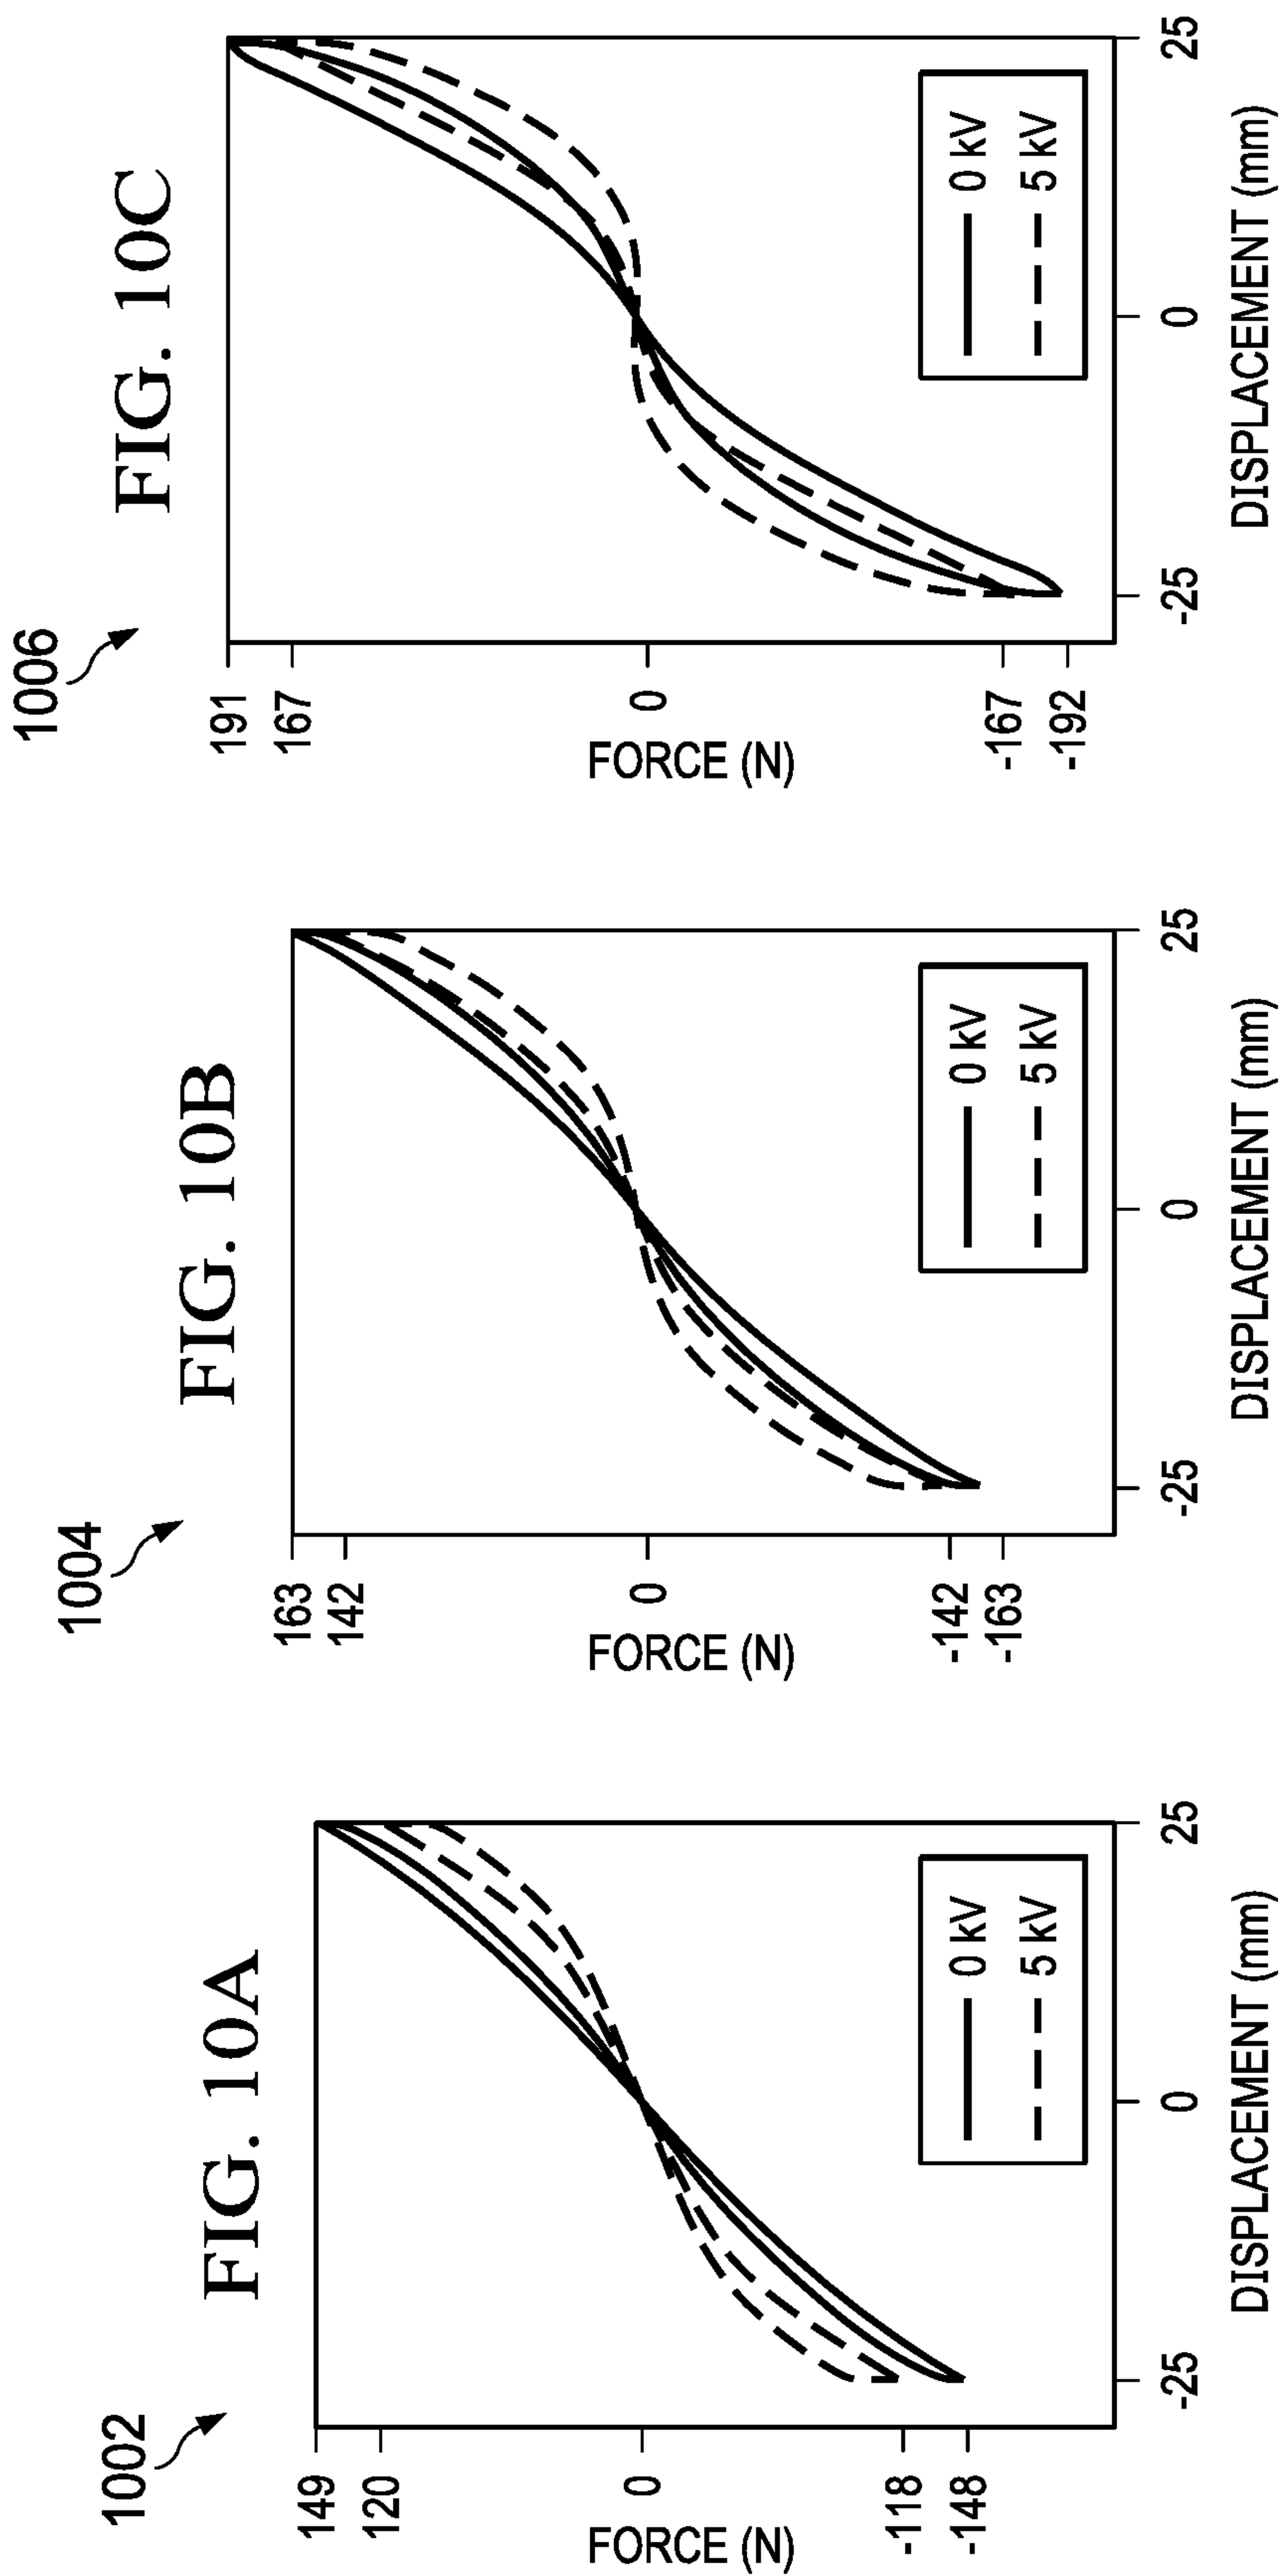 1002
FIG. 10A
149
120
0
-118
-148
FORCE (N)
0 kV
5 kV
-25
0
25
DISPLACEMENT (mm)
1004
FIG. 10B
163
142
0
-142
-163
FORCE (N)
0 kV
5 kV
-25
0
25
DISPLACEMENT (mm)
1006
FIG. 10C
191
167
0
-167
-192
FORCE (N)
0 kV
5 kV
-25
0
25
DISPLACEMENT (mm)